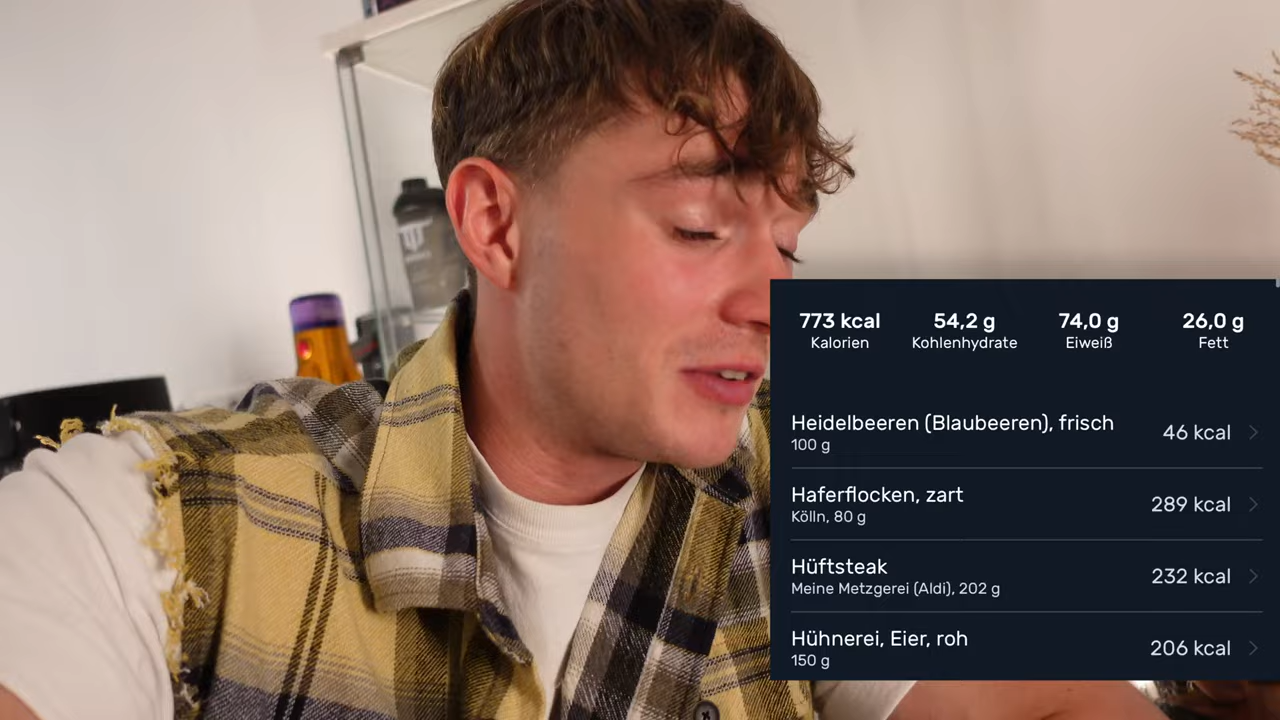 773 kcal 54,2 g 74,0 g 26,0 g
Kalorien Kohlenhydrate Eiweiß Fett
Heidelbeeren (Blaubeeren), frisch 46 kcal
100 g
Haferflocken, zart 289 kcal
Kölln, 80 g
Hüftsteak 232 kcal
Meine Metzgerei (Aldi), 202 g
Hühnerei, Eier, roh 206 kcal
150 g